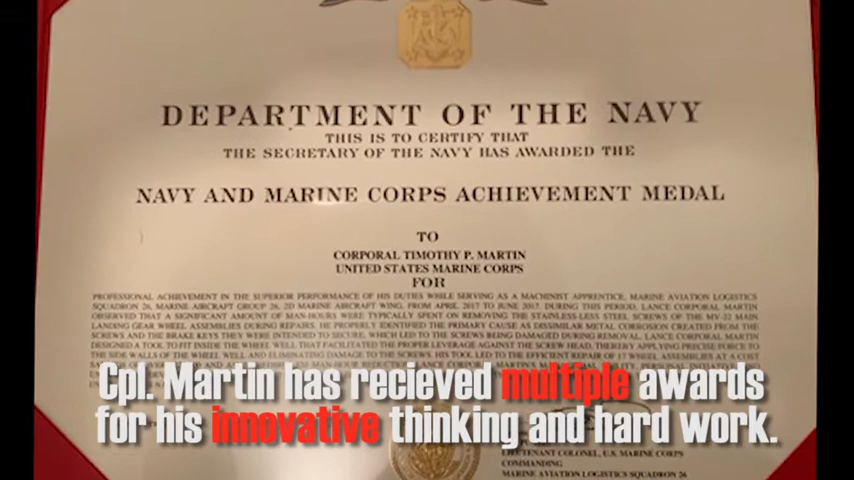 DEPARTMENT OF THE NAVY
THIS IS TO CERTIFY THAT
THE SECRETARY OF THE NAVY HAS AWARDED THE
NAVY AND MARINE CORPS ACHIEVEMENT MEDAL
TO
CORPORAL TIMOTHY P. MARTIN
UNITED STATES MARINE CORPS
FOR
PROFESSIONAL ACHIEVEMENT IN THE SUPERIOR PERFORMANCE OF HIS DUTIES WHILE SERVING AS A MACHINIST APPRENTICE, MARINE AVIATION LOGISTICS
SQUADRON 26, MARINE AIRCRAFT GROUP 26, 2D MARINE AIRCRAFT WING, FROM APRIL 2017 TO JUNE 2017. DURING THIS PERIOD, LANCE CORPORAL MARTIN
OBSERVED THAT A SIGNIFICANT AMOUNT OF MAN-HOURS WERE TYPICALLY SPENT ON REMOVING THE STAINLESS-LESS STEEL SCREWS OF THE MV-22 MAIN
LANDING GEAR WHEEL ASSEMBLIES DURING REPAIRS. HE PROPERLY IDENTIFIED THE PRIMARY CAUSE AS DISSIMILAR METAL CORROSION CREATED FROM THE
SCREWS AND THE BRAKE KEYS THEY WERE INTENDED TO SECURE, WHICH LED TO THE SCREWS BEING DAMAGED DURING REMOVAL. LANCE CORPORAL MARTIN
DESIGNED A TOOL TO FIT INSIDE THE WHEEL WELL THAT FACILITATED THE PROPER LEVERAGE AGAINST THE SCREW HEAD, THEREBY APPLYING PRECISE FORCE TO
THE SIDE WALLS OF THE WHEEL WELL AND ELIMINATING DAMAGE TO THE SCREWS. HIS TOOL LED TO THE EFFICIENT REPAIR OF 17 WHEEL ASSEMBLIES AT A COST
Cpl. Martin has recieved multiple awards
for his innovative thinking and hard work.
LIEUTENANT COLONEL, U.S. MARINE CORPS
COMMANDING
MARINE AVIATION LOGISTICS SQUADRON 26